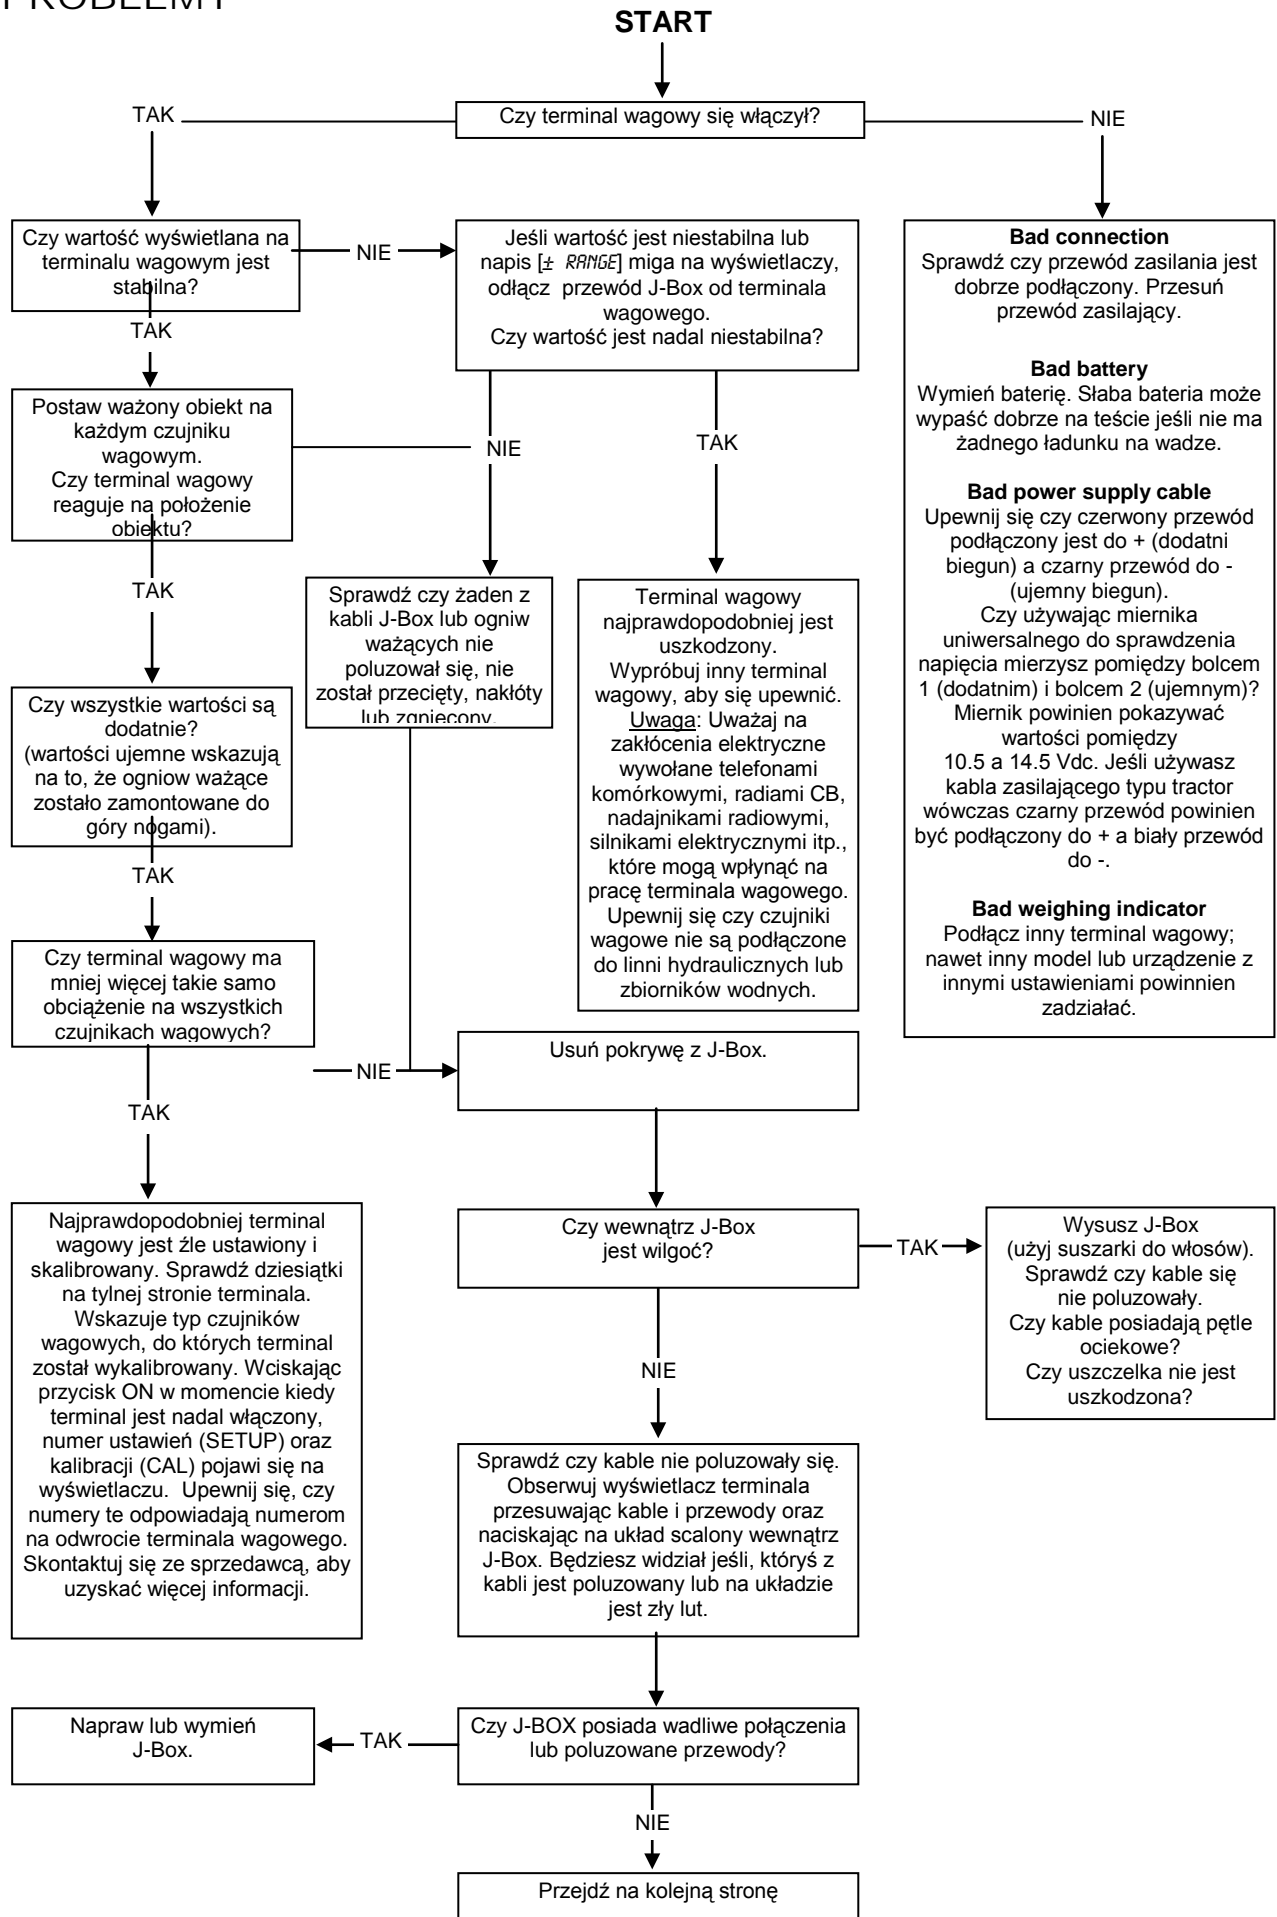 PROBLEMY
START
Czy terminal wagowy się włączył?
TAK
NIE
Czy wartość wyświetlana na
terminalu wagowym jest
stabilna?
NIE
Jeśli wartość jest niestabilna lub
napis [± RANGE] miga na wyświetlaczy,
odłącz przewód J-Box od terminala
wagowego.
Czy wartość jest nadal niestabilna?
Bad connection
Sprawdź czy przewód zasilania jest
dobrze podłączony. Przesuń
przewód zasilający.
Bad battery
Wymień baterię. Słaba bateria może
wypaść dobrze na teście jeśli nie ma
żadnego ładunku na wadze.
Bad power supply cable
Upewnij się czy czerwony przewód
podłączony jest do + (dodatni
biegun) a czarny przewód do -
(ujemny biegun).
Czy używając miernika
uniwersalnego do sprawdzenia
napięcia mierzysz pomiędzy bolcem
1 (dodatnim) i bolcem 2 (ujemnym)?
Miernik powinien pokazywać
wartości pomiędzy
10.5 a 14.5 Vdc. Jeśli używasz
kabla zasilającego typu tractor
wówczas czarny przewód powinien
być podłączony do + a biały przewód
do -.
Bad weighing indicator
Podłącz inny terminal wagowy;
nawet inny model lub urządzenie z
innymi ustawieniami powinnien
zadziałać.
TAK
Postaw ważony obiekt na
każdym czujniku
wagowym.
Czy terminal wagowy
reaguje na położenie
obiektu?
NIE
TAK
TAK
Sprawdź czy żaden z
kabli J-Box lub ogniw
ważących nie
poluzował się, nie
został przecięty, nakłóty
lub zgnięcony.
Terminal wagowy
najprawdopodobniej jest
uszkodzony.
Wypróbuj inny terminal
wagowy, aby się upewnić.
Uwaga: Uważaj na
zakłócenia elektryczne
wywołane telefonami
komórkowymi, radiami CB,
nadajnikami radiowymi,
silnikami elektrycznymi itp.,
które mogą wpłynąć na
pracę terminala wagowego.
Upewnij się czy czujniki
wagowe nie są podłączone
do linni hydraulicznych lub
zbiorników wodnych.
Czy wszystkie wartości są
dodatnie?
(wartości ujemne wskazują
na to, że ogniow ważące
zostało zamontowane do
góry nogami).
TAK
Czy terminal wagowy ma
mniej więcej takie samo
obciążenie na wszystkich
czujnikach wagowych?
NIE
Usuń pokrywę z J-Box.
TAK
Najprawdopodobniej terminal
wagowy jest źle ustawiony i
skalibrowany. Sprawdź dziesiątki
na tylnej stronie terminala.
Wskazuje typ czujników
wagowych, do których terminal
został wykalibrowany. Wciskając
przycisk ON w momencie kiedy
terminal jest nadal włączony,
numer ustawień (SETUP) oraz
kalibracji (CAL) pojawi się na
wyświetlaczu. Upewnij się, czy
numery te odpowiadają numerom
na odwrocie terminala wagowego.
Skontaktuj się ze sprzedawcą, aby
uzyskać więcej informacji.
Czy wewnątrz J-Box
jest wilgoć?
TAK
Wysusz J-Box
(użyj suszarki do włosów).
Sprawdź czy kable się
nie poluzowały.
Czy kable posiadają pętle
ociekowe?
Czy uszczelka nie jest
uszkodzona?
NIE
Sprawdź czy kable nie poluzowały się.
Obserwuj wyświetlacz terminala
przesuwając kable i przewody oraz
naciskając na układ scalony wewnątrz
J-Box. Będziesz widział jeśli, któryś z
kabli jest poluzowany lub na układzie
jest zły lut.
Czy J-BOX posiada wadliwe połączenia
lub poluzowane przewody?
TAK
Napraw lub wymień
J-Box.
NIE
Przejdź na kolejną stronę